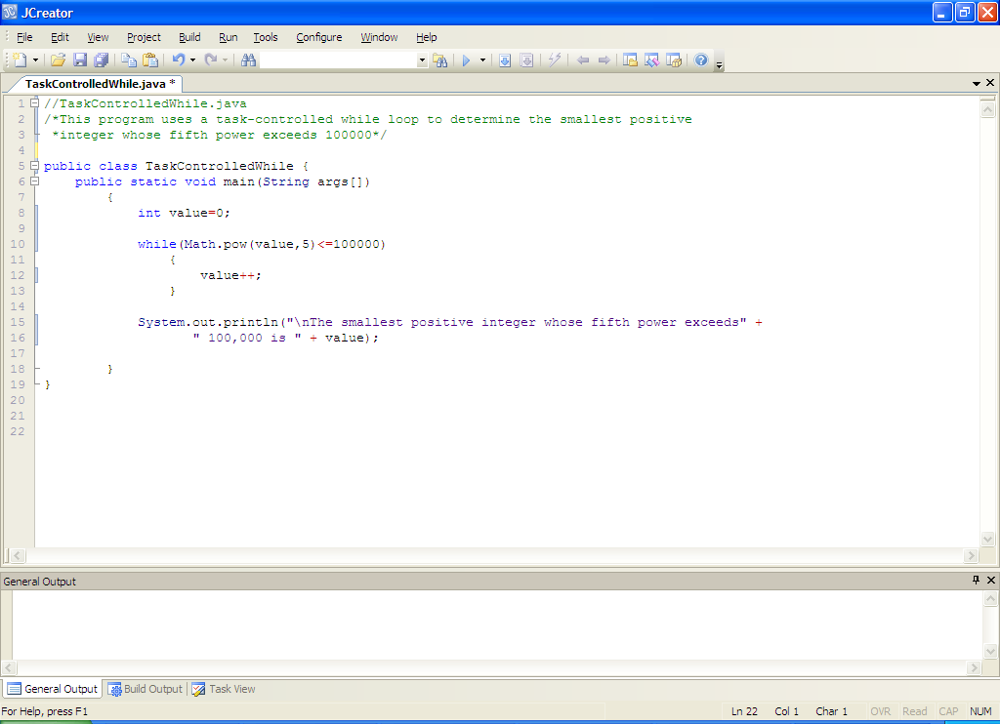 JCreator
File Edit View Project Build Run Tools Configure Window Help
TaskControlledWhile.java *
1 //TaskControlledWhile.java
2 /*This program uses a task-controlled while loop to determine the smallest positive
3 *integer whose fifth power exceeds 100000*/
4
5 public class TaskControlledWhile {
6 public static void main(String args[])
7 {
8 int value=0;
9
10 while(Math.pow(value,5)<=100000)
11 {
12 value++;
13 }
14
15 System.out.println("\nThe smallest positive integer whose fifth power exceeds" +
16 " 100,000 is " + value);
17
18 }
19 }
20
21
22
General Output
General Output Build Output Task View
For Help, press F1 Ln 22 Col 1 Char 1 OVR Read CAP NUM